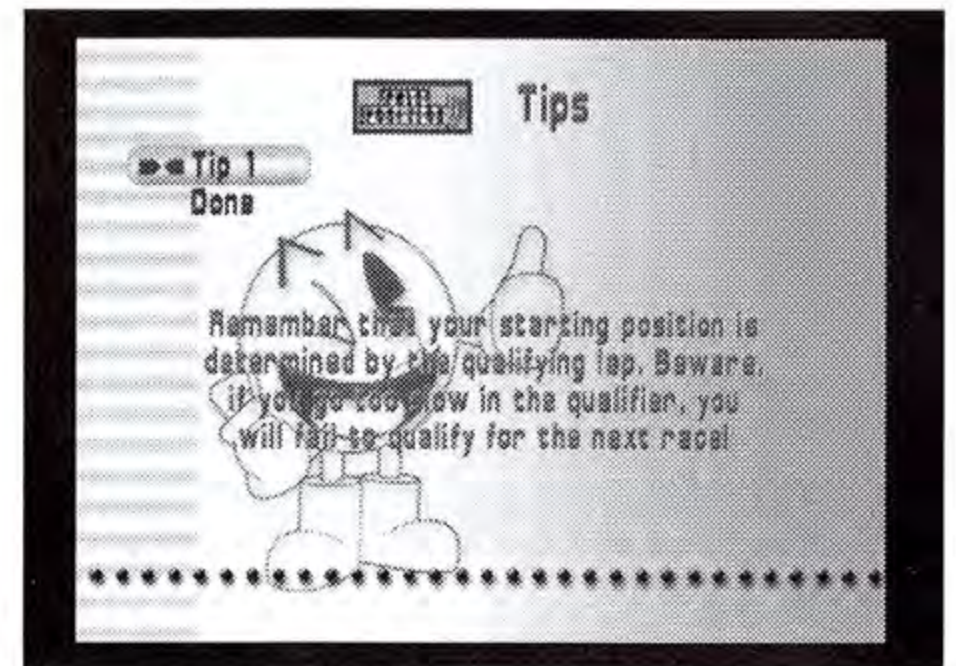 Tips
Tip 1
Done
Remember that your starting position is
determined by the qualifying lap. Beware,
if you go too slow in the qualifier, you
will fail to qualify for the next race!